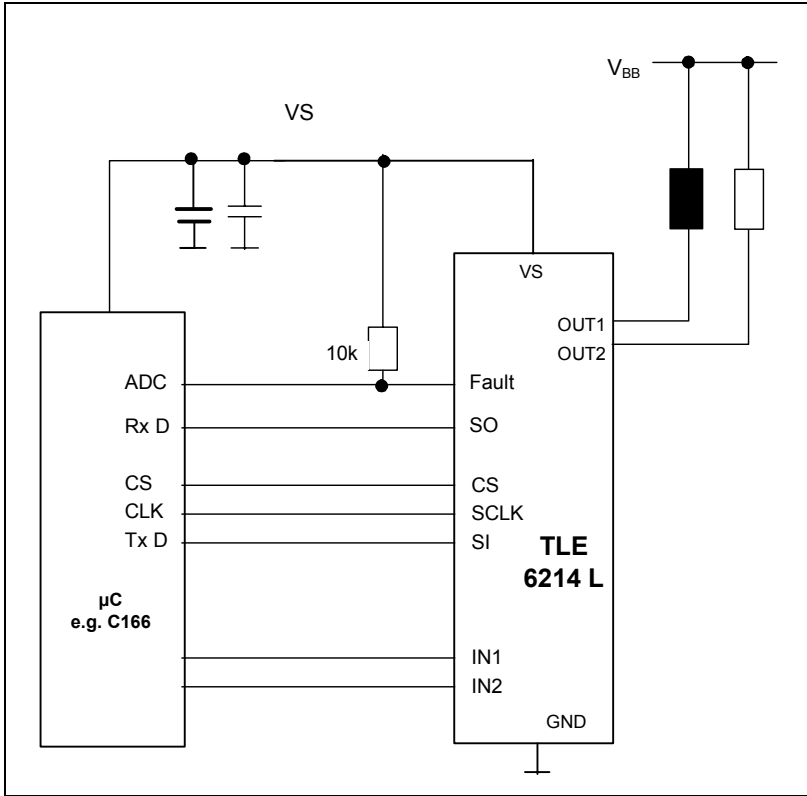 V_BB
VS
VS
OUT1
OUT2
10k
ADC
Fault
Rx D
SO
CS
CS
CLK
SCLK
Tx D
SI
TLE
6214 L
µC
e.g. C166
IN1
IN2
GND